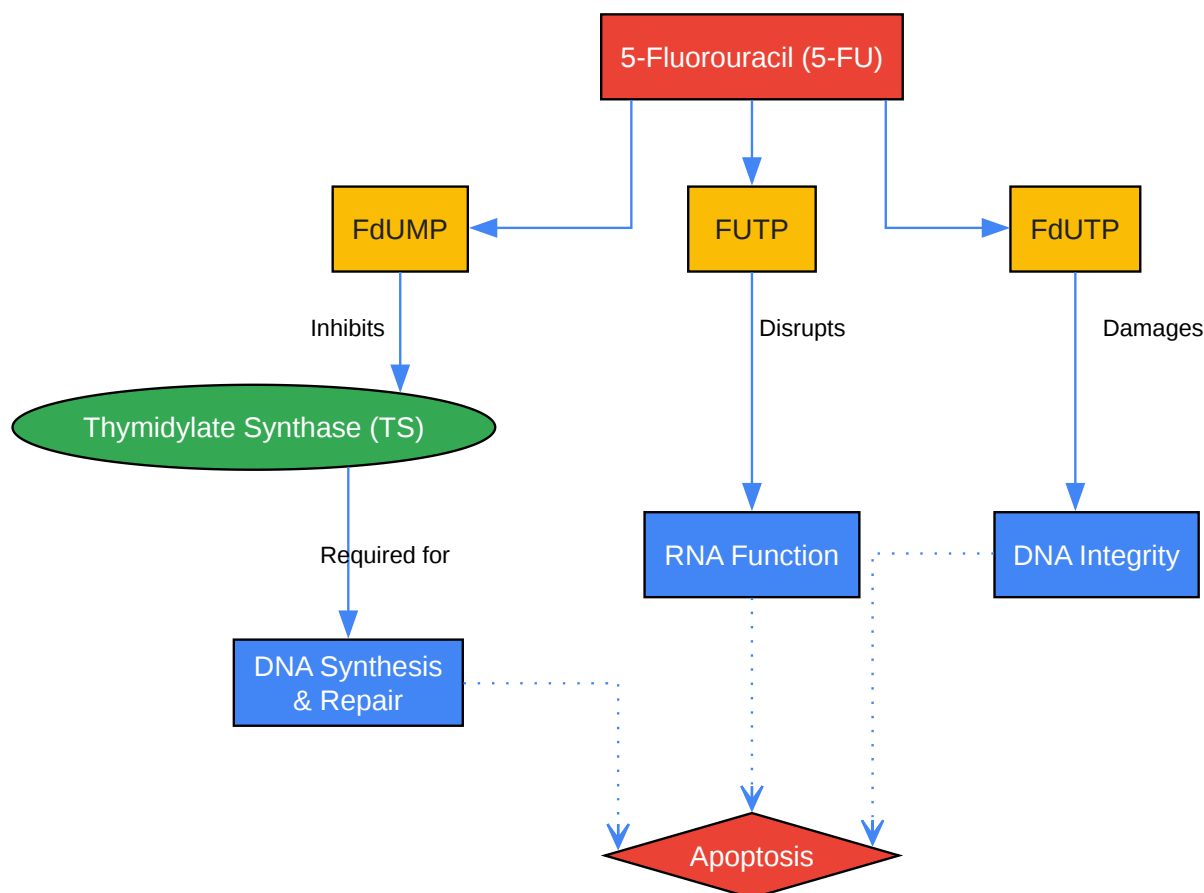 5-Fluorouracil (5-FU)
FdUMP
FUTP
FdUTP
Inhibits
Disrupts
Damages
Thymidylate Synthase (TS)
Required for
RNA Function
DNA Integrity
DNA Synthesis
& Repair
Apoptosis